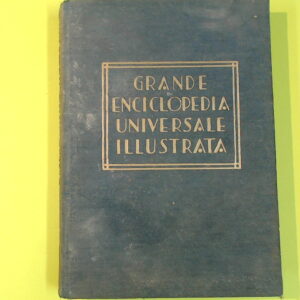 GRANDE
ENCICLOPEDIA
UNIVERSALE
ILLUSTRATA